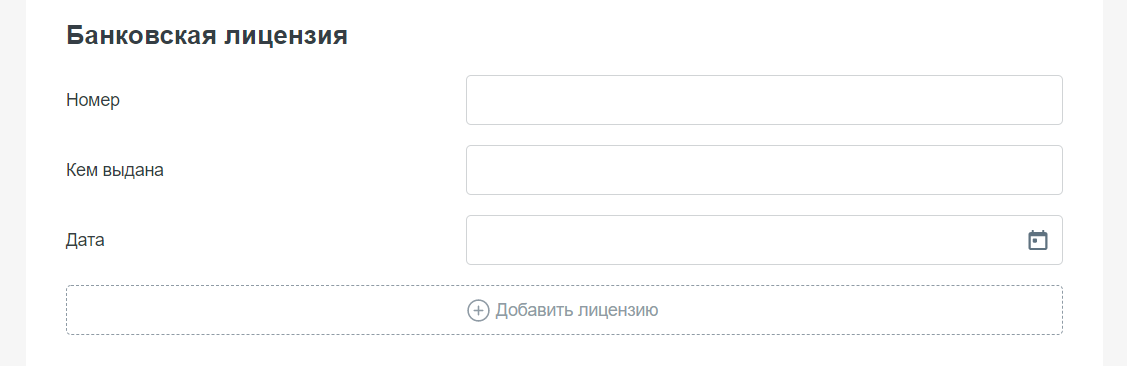 Банковская лицензия
Номер
Кем выдана
Дата
Добавить лицензию